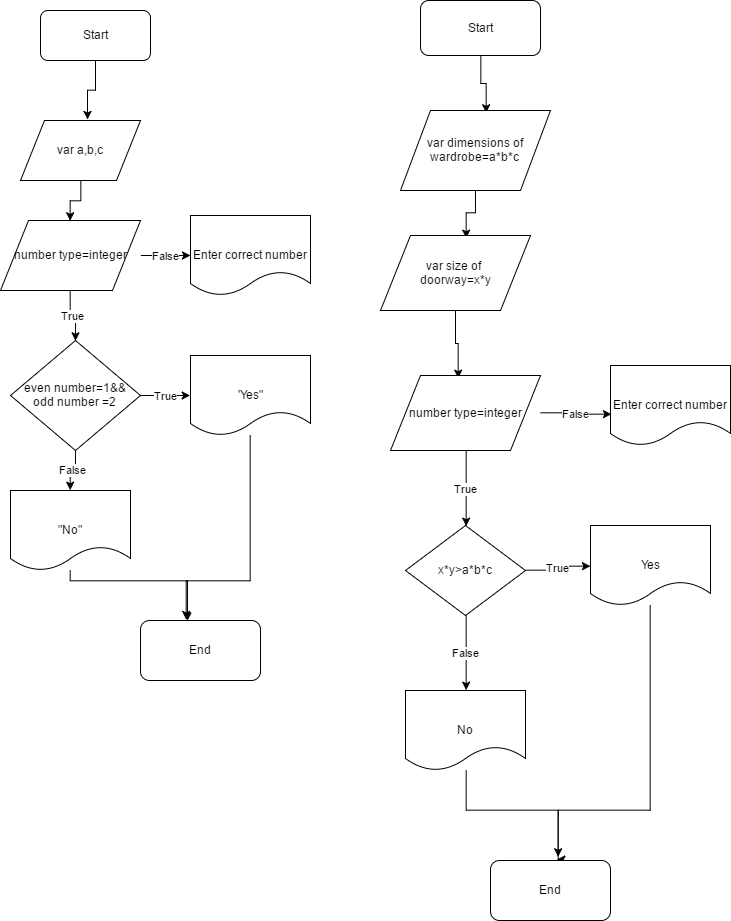 Start
var a,b,c
number type=integer
False
Enter correct number
True
even number=1&&
odd number =2
True
"Yes"
False
"No"
End
Start
var dimensions of
wardrobe=a*b*c
var size of
doorway=x*y
number type=integer
False
Enter correct number
True
x*y>a*b*c
True
Yes
False
No
End